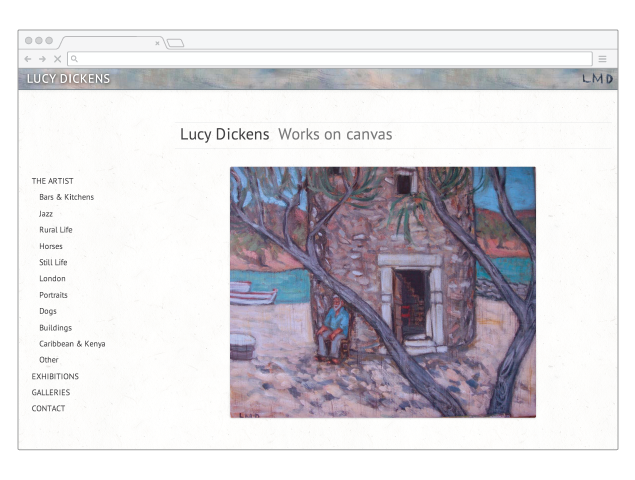 LUCY DICKENS
LMD
Lucy Dickens Works on canvas
THE ARTIST
Bars & Kitchens
Jazz
Rural Life
Horses
Still Life
London
Portraits
Dogs
Buildings
Caribbean & Kenya
Other
EXHIBITIONS
GALLERIES
CONTACT
LMD